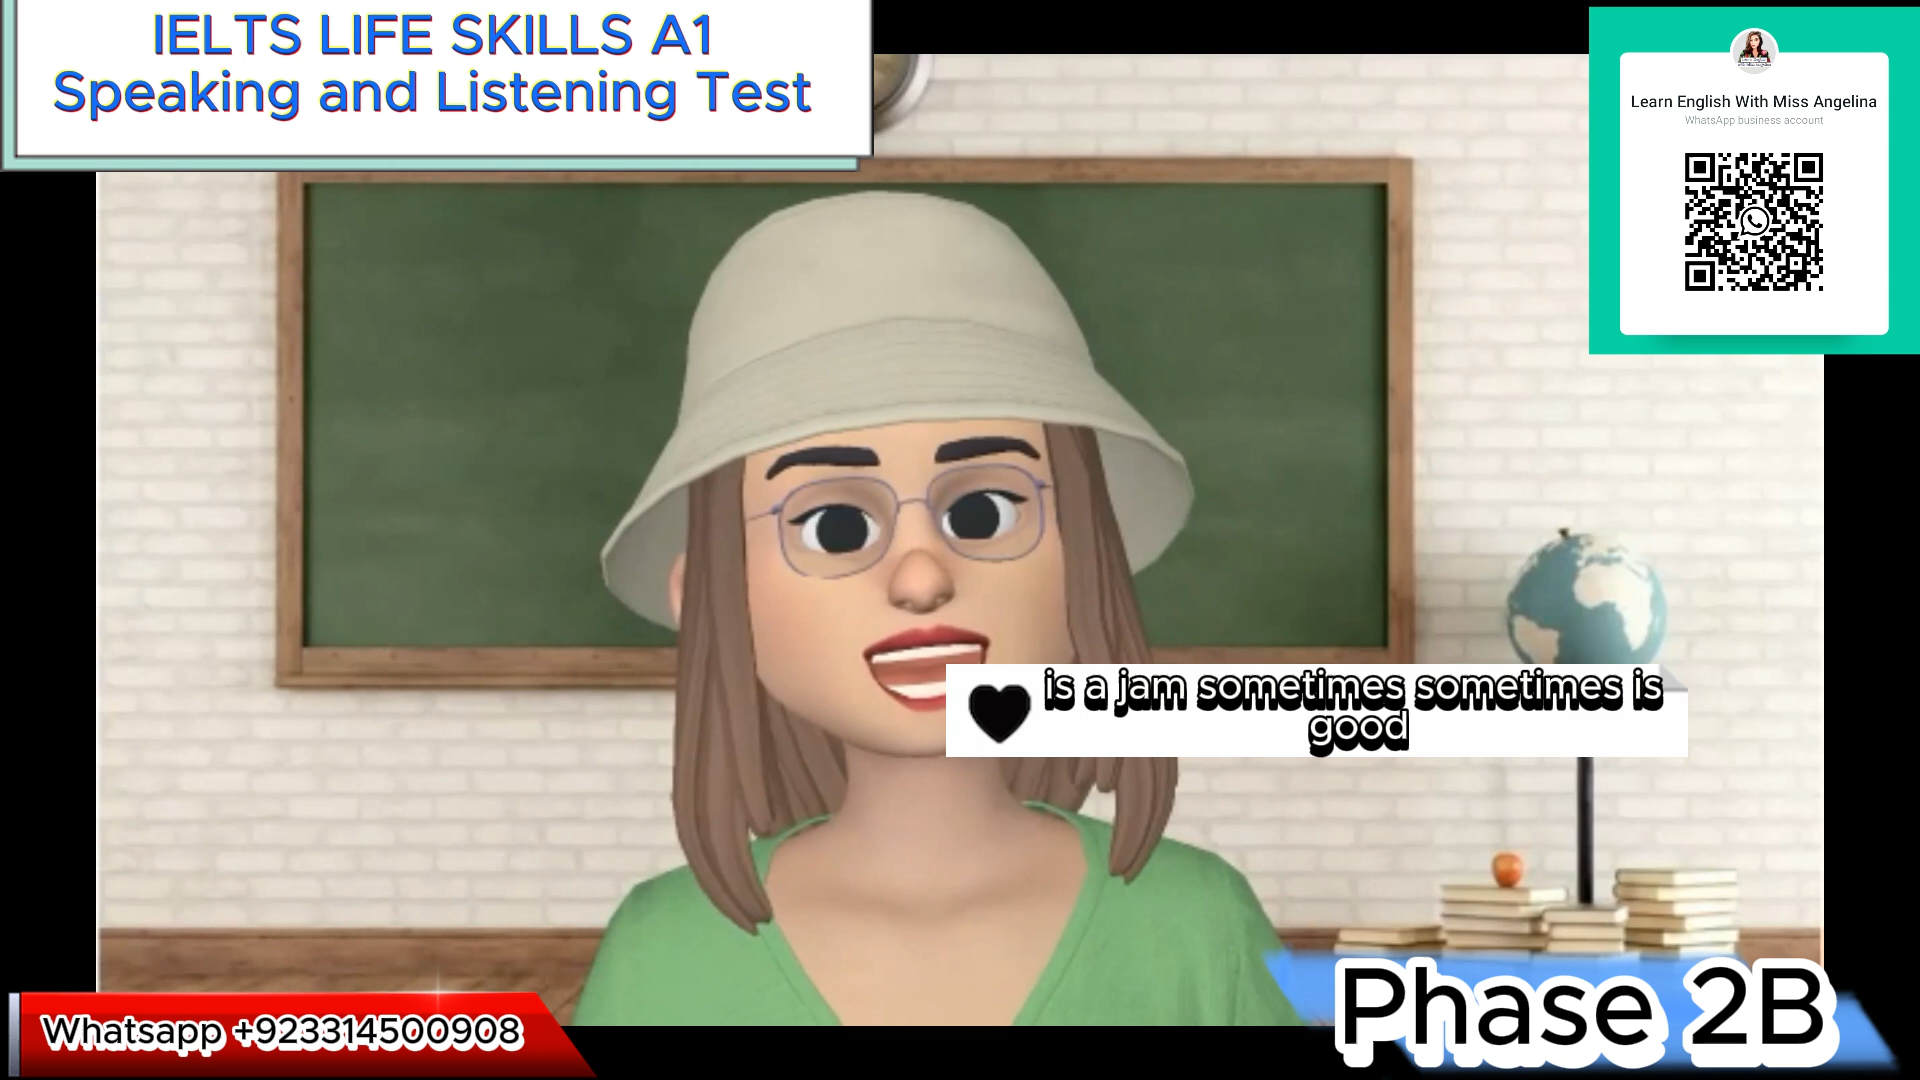 IELTS LIFE SKILLS A1
Speaking and Listening Test
Learn English With Miss Angelina
WhatsApp business account
is a jam sometimes sometimes is
good
Whatsapp +923314500908
Phase 2B